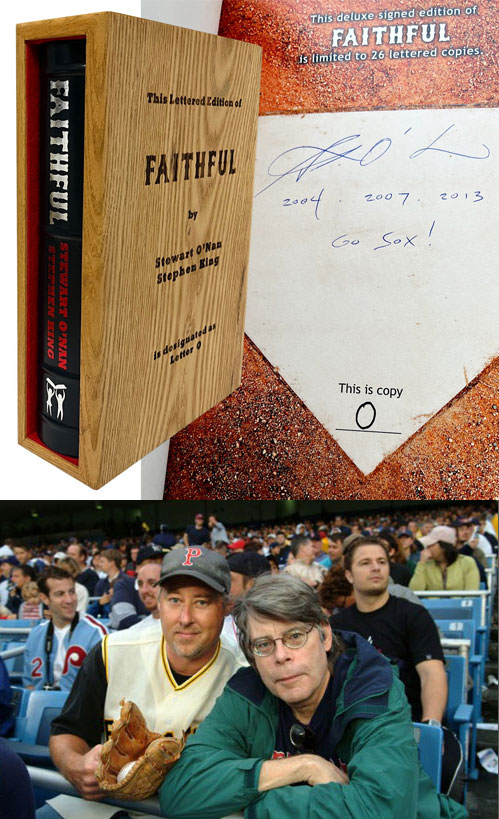 FAITHFUL
STEWART O'NAN
STEPHEN KING
This Lettered Edition of
FAITHFUL
by
Stewart O'Nan
Stephen King
is designated as
Letter O
This deluxe signed edition of
FAITHFUL
is limited to 26 lettered copies.
2004 . 2007 . 2013
GO SOX!
This is copy
O
P
2 P